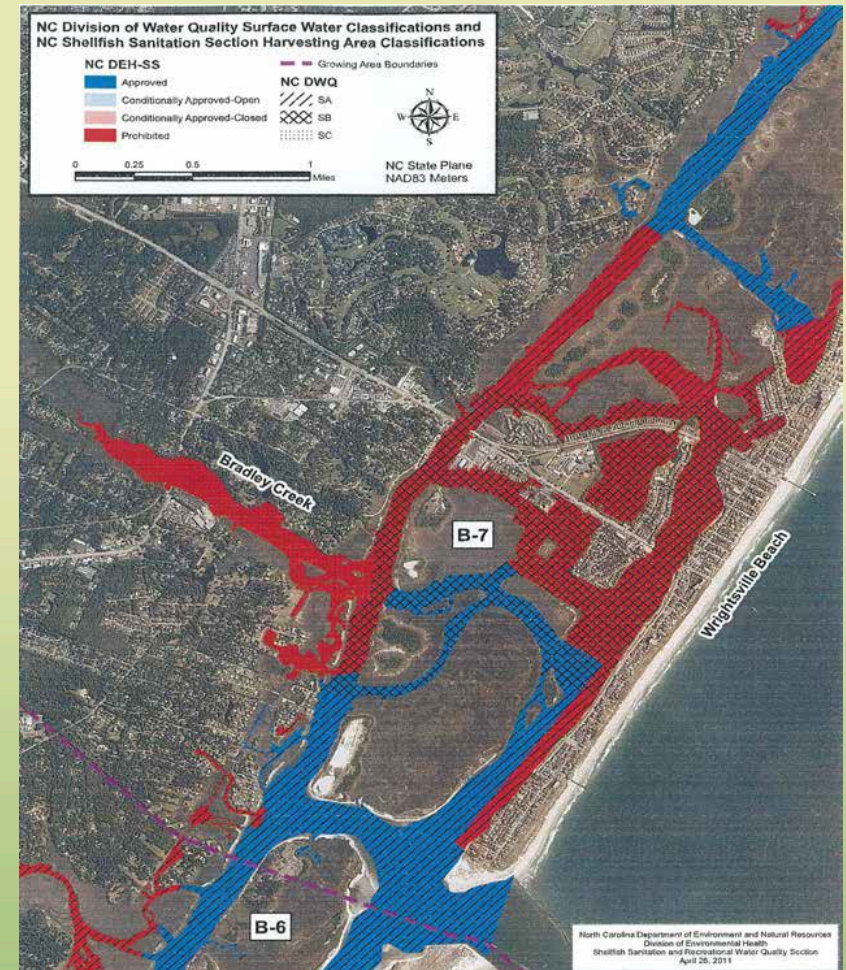 NC Division of Water Quality Surface Water Classifications and
NC Shellfish Sanitation Section Harvesting Area Classifications
NC DEH-SS
Approved
Conditionally Approved-Open
Conditionally Approved-Closed
Prohibited
Growing Area Boundaries
NC DWQ
SA
SB
SC
N
W E
S
0 0.25 0.5 1
Miles
NC State Plane
NAD83 Meters
Bradley Creek
B-7
Wrightsville Beach
B-6
North Carolina Department of Environment and Natural Resources
Division of Environmental Health
Shellfish Sanitation and Recreational Water Quality Section
April 26, 2011